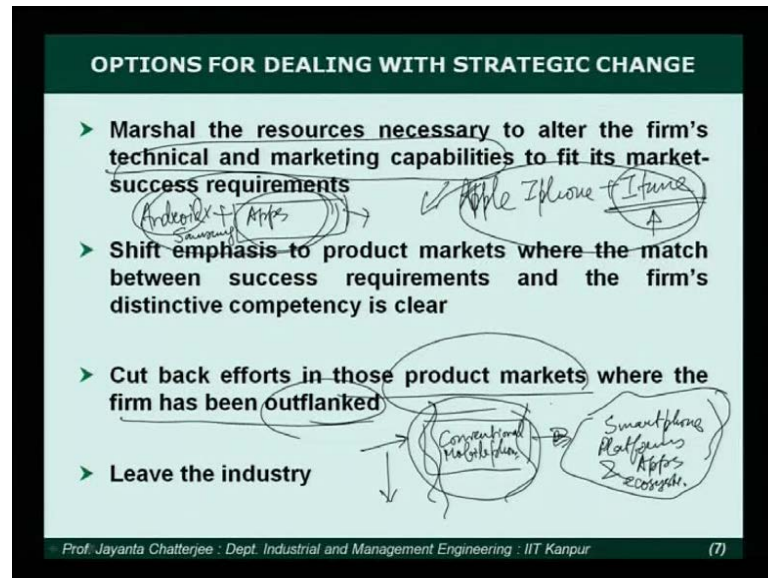 OPTIONS FOR DEALING WITH STRATEGIC CHANGE
➤ Marshal the resources necessary to alter the firm's
technical and marketing capabilities to fit its market-
success requirements
Apple Iphone + Itune
Android + Apps
Samsung
➤ Shift emphasis to product markets where the match
between success requirements and the firm's
distinctive competency is clear
➤ Cut back efforts in those product markets where the
firm has been outflanked
Conventional
Mobile phone
Smartphone
Platforms
& Apps
ecosyste.
➤ Leave the industry
Prof. Jayanta Chatterjee : Dept. Industrial and Management Engineering : IIT Kanpur
(7)